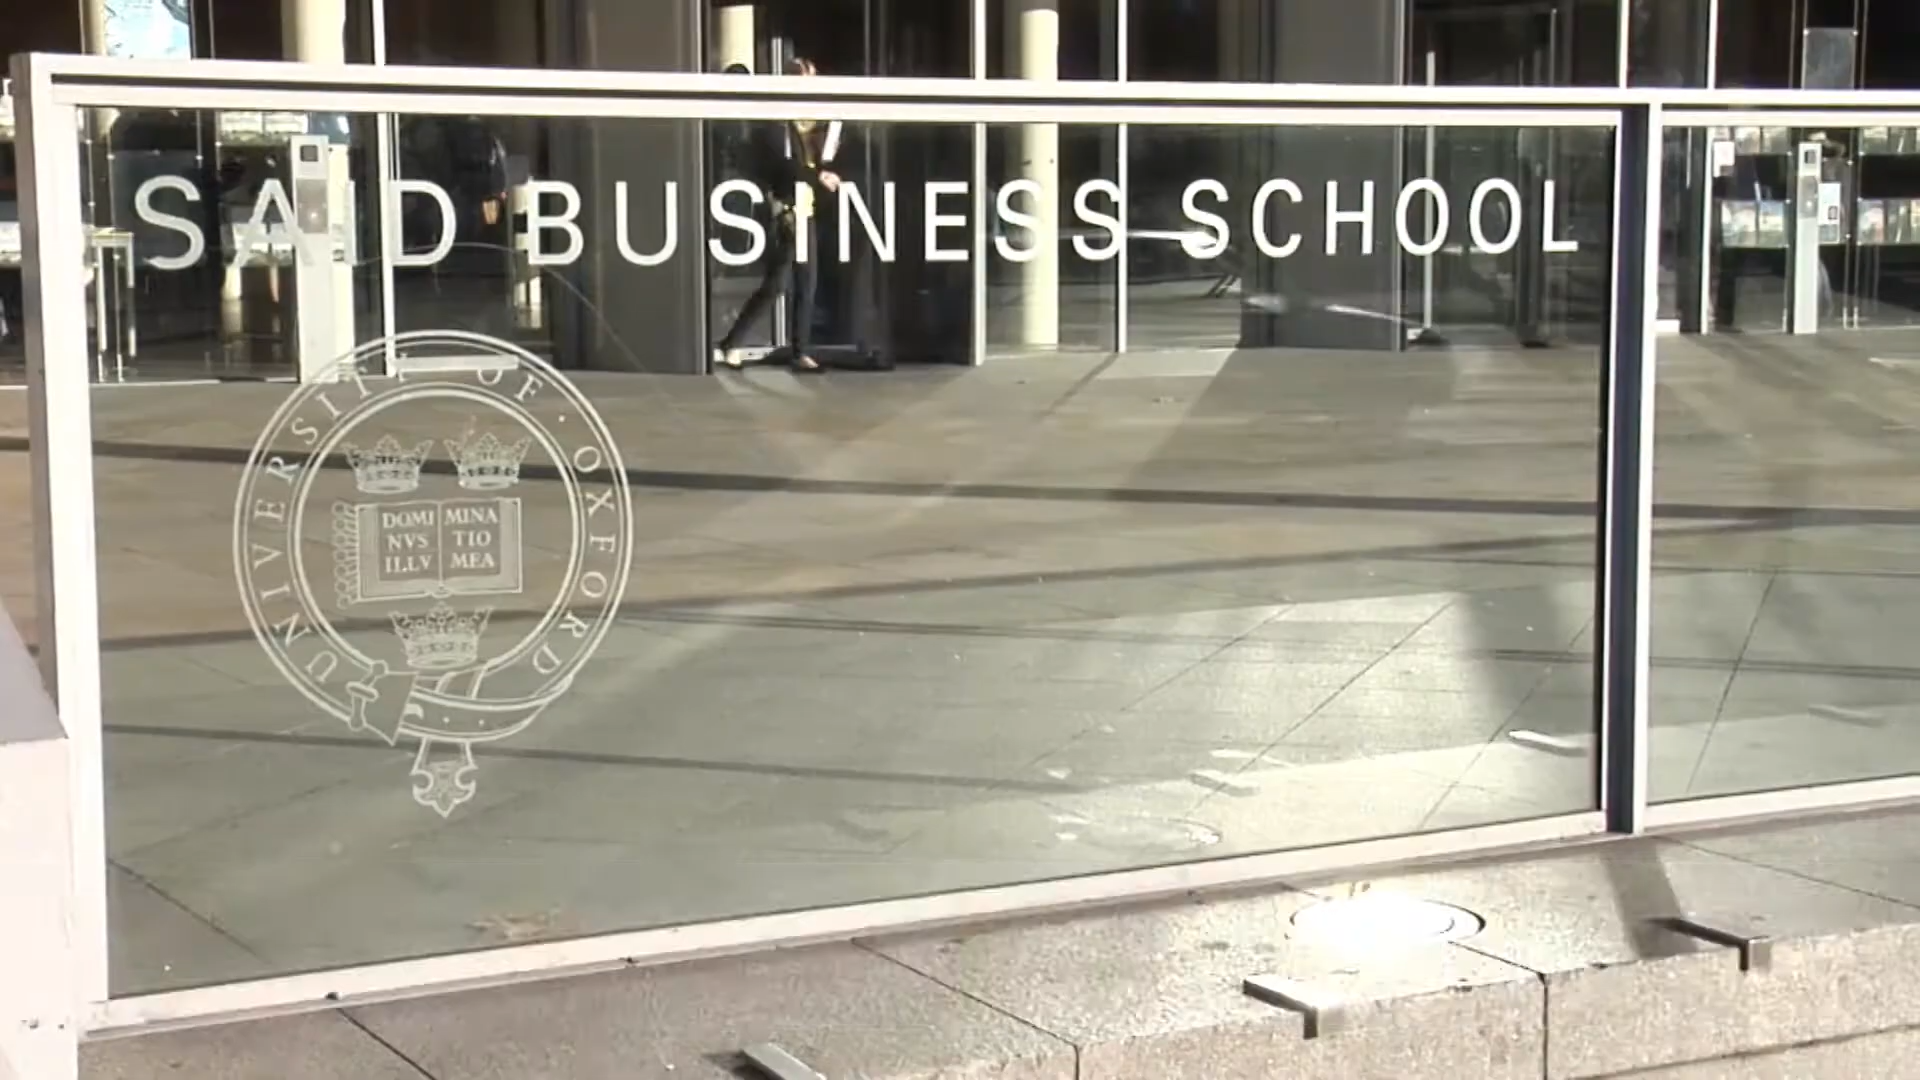 SAID BUSINESS SCHOOL
UNIVERSITY OF · OXFORD
DOMI MINA
NVS TIO
ILLV MEA